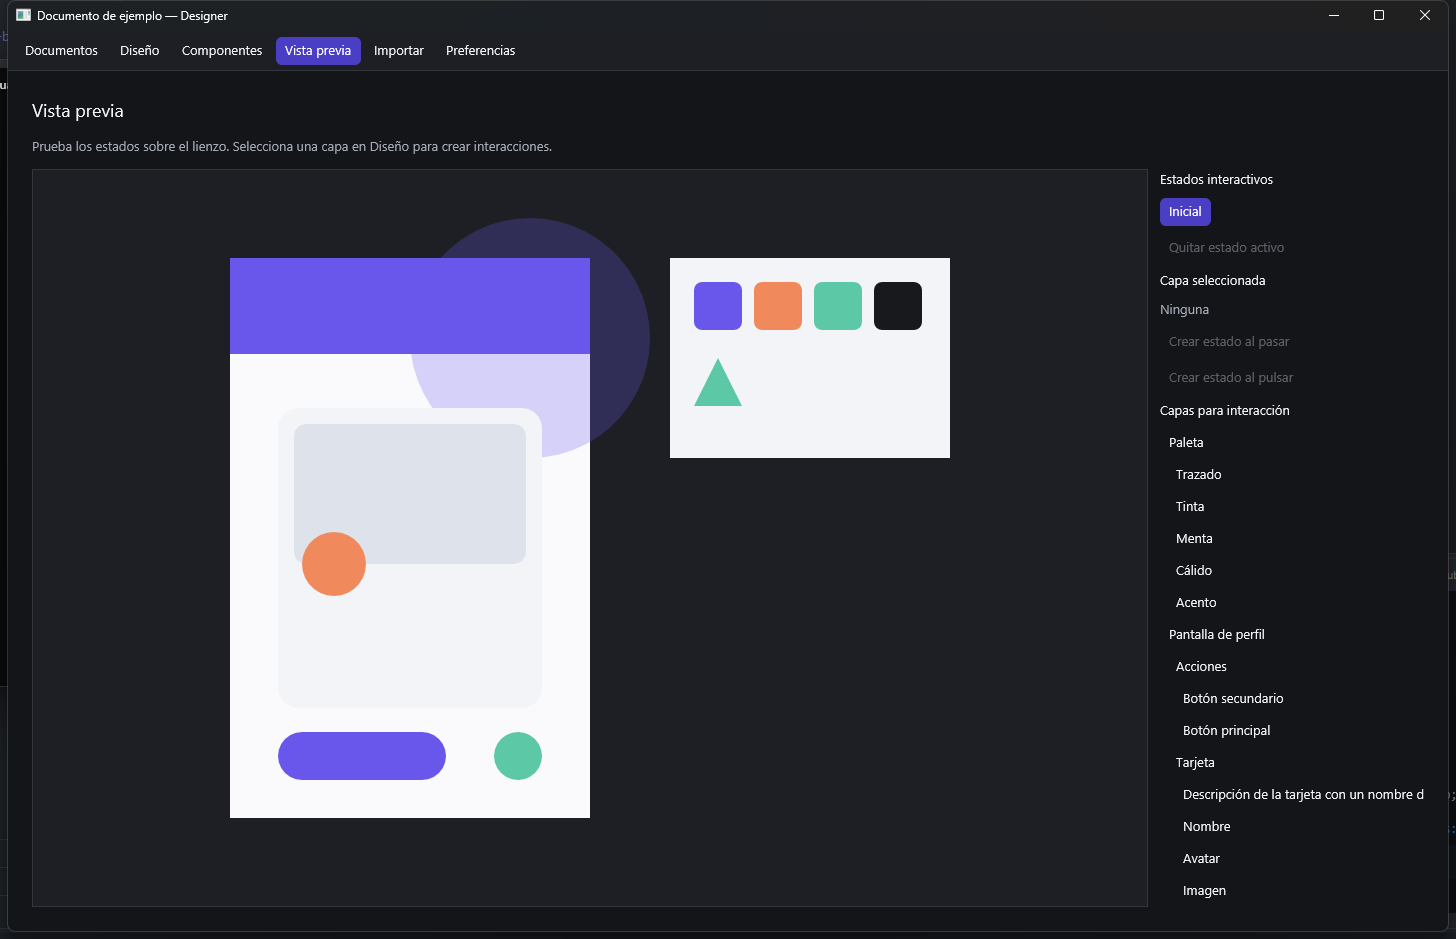 Documento de ejemplo — Designer
Documentos Diseño Componentes Vista previa Importar Preferencias
Vista previa
Prueba los estados sobre el lienzo. Selecciona una capa en Diseño para crear interacciones.
Estados interactivos
Inicial
Quitar estado activo
Capa seleccionada
Ninguna
Crear estado al pasar
Crear estado al pulsar
Capas para interacción
Paleta
Trazado
Tinta
Menta
Cálido
Acento
Pantalla de perfil
Acciones
Botón secundario
Botón principal
Tarjeta
Descripción de la tarjeta con un nombre d
Nombre
Avatar
Imagen